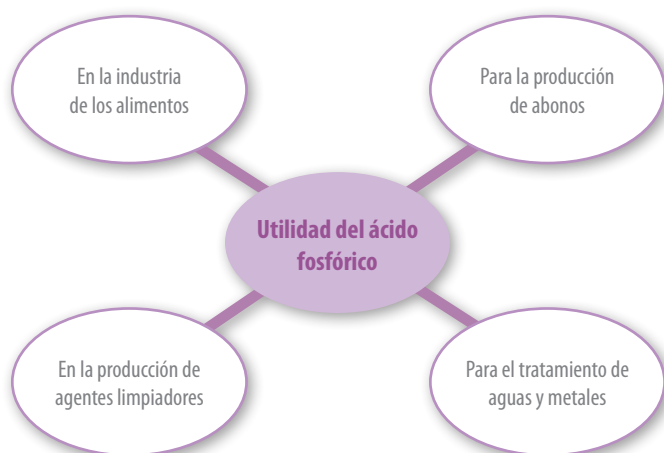 En la industria
de los alimentos
Para la producción
de abonos
Utilidad del ácido
fosfórico
En la producción de
agentes limpiadores
Para el tratamiento de
aguas y metales